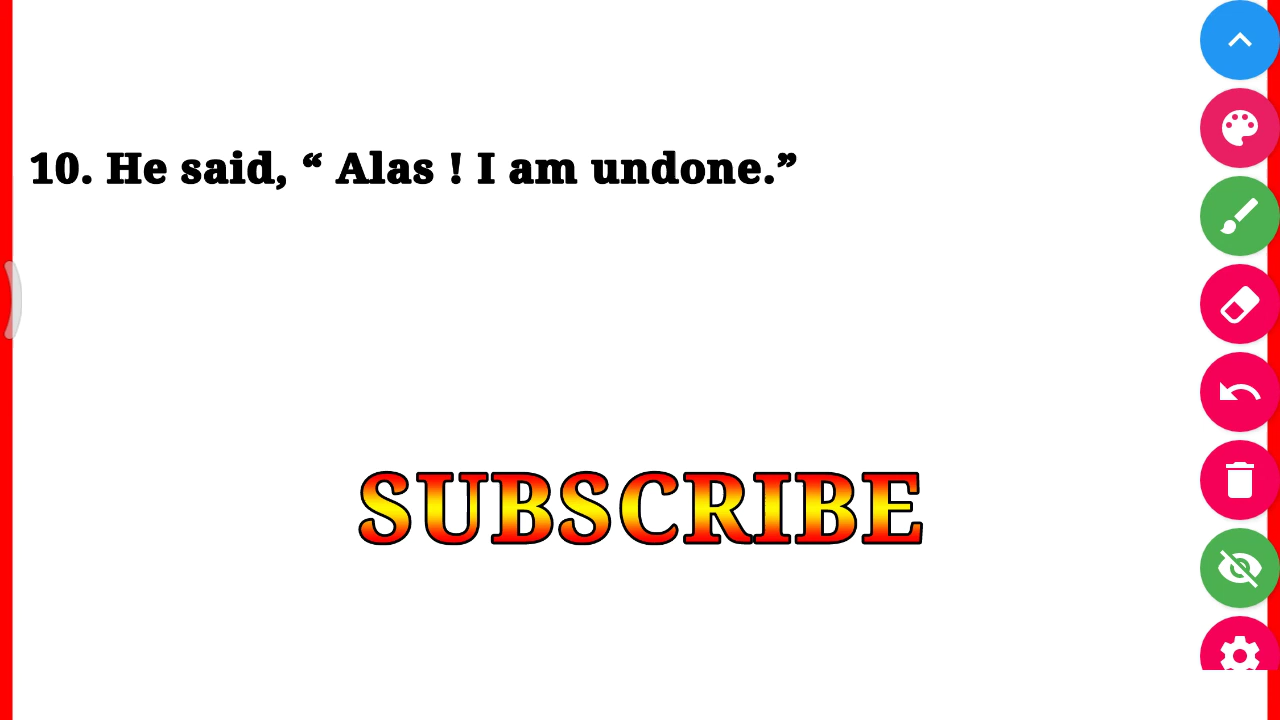 10. He said, “ Alas ! I am undone.”
SUBSCRIBE